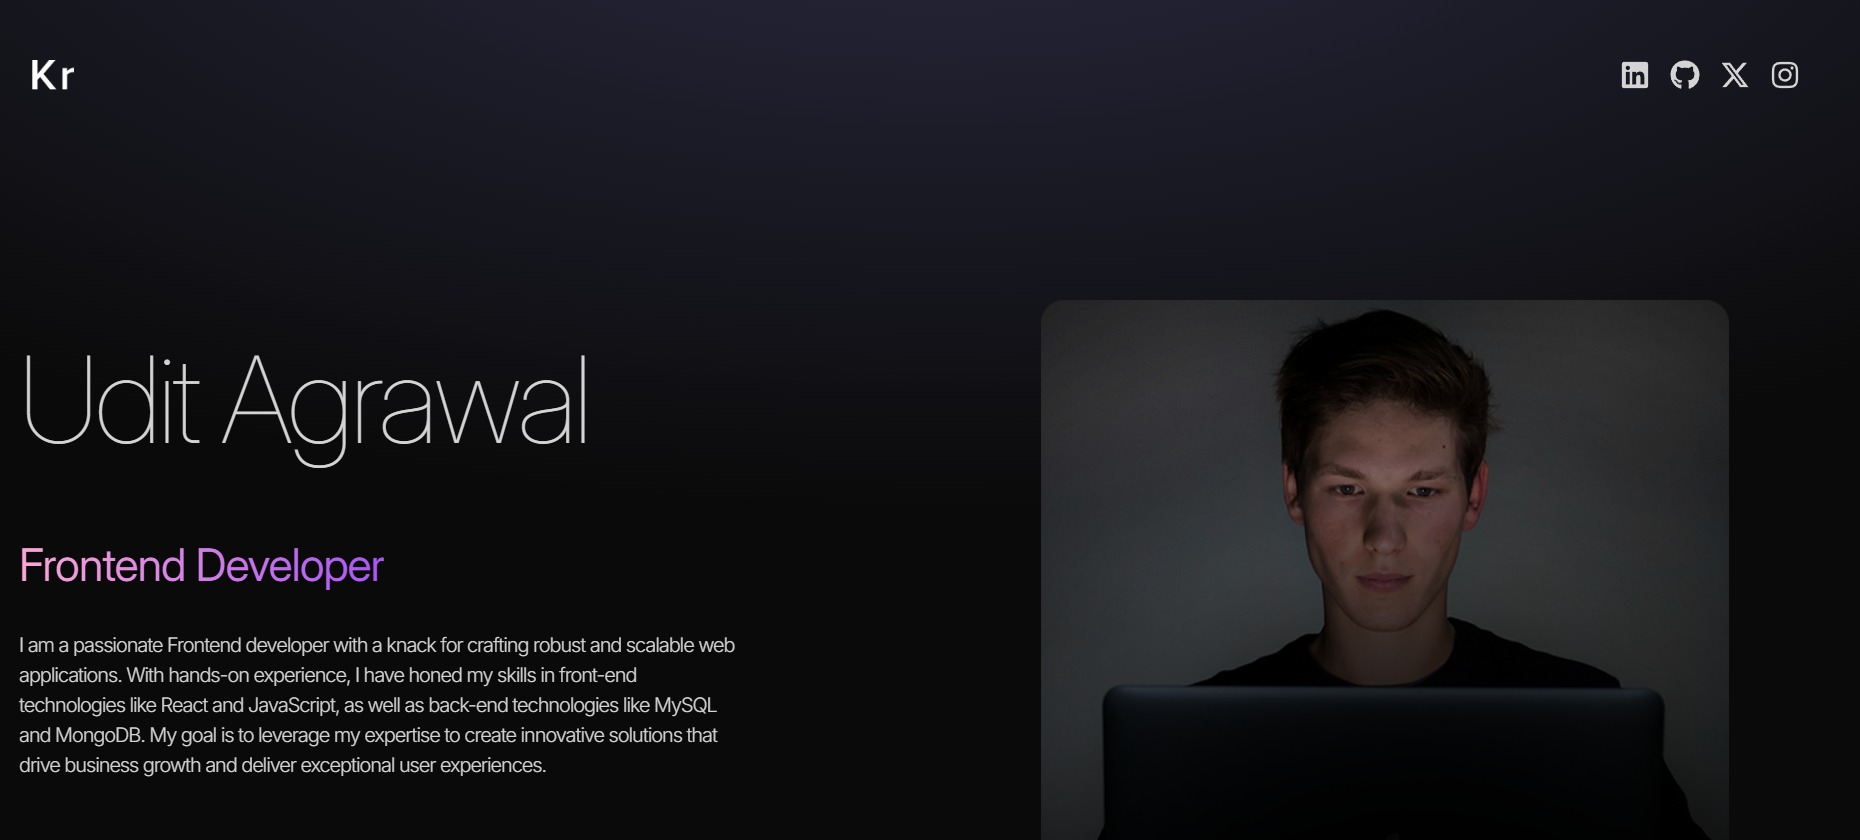 Kr
Udit Agrawal
Frontend Developer
I am a passionate Frontend developer with a knack for crafting robust and scalable web
applications. With hands-on experience, I have honed my skills in front-end
technologies like React and JavaScript, as well as back-end technologies like MySQL
and MongoDB. My goal is to leverage my expertise to create innovative solutions that
drive business growth and deliver exceptional user experiences.